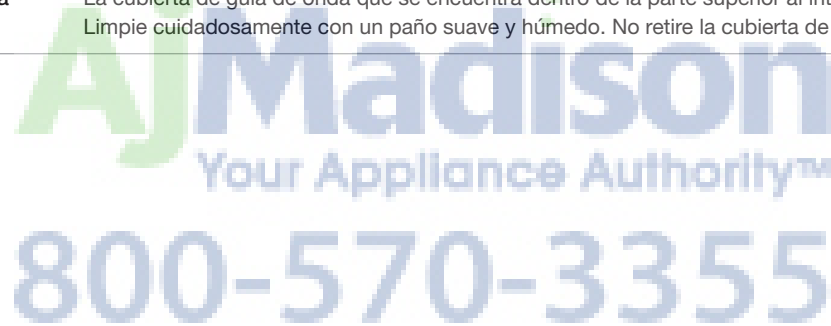 La cubierta de guía de onda que se encuentra dentro de la parte superior al
Limpie cuidadosamente con un paño suave y húmedo. No retire la cubierta de
AjMadison
Your Appliance Authority™
800-570-3355